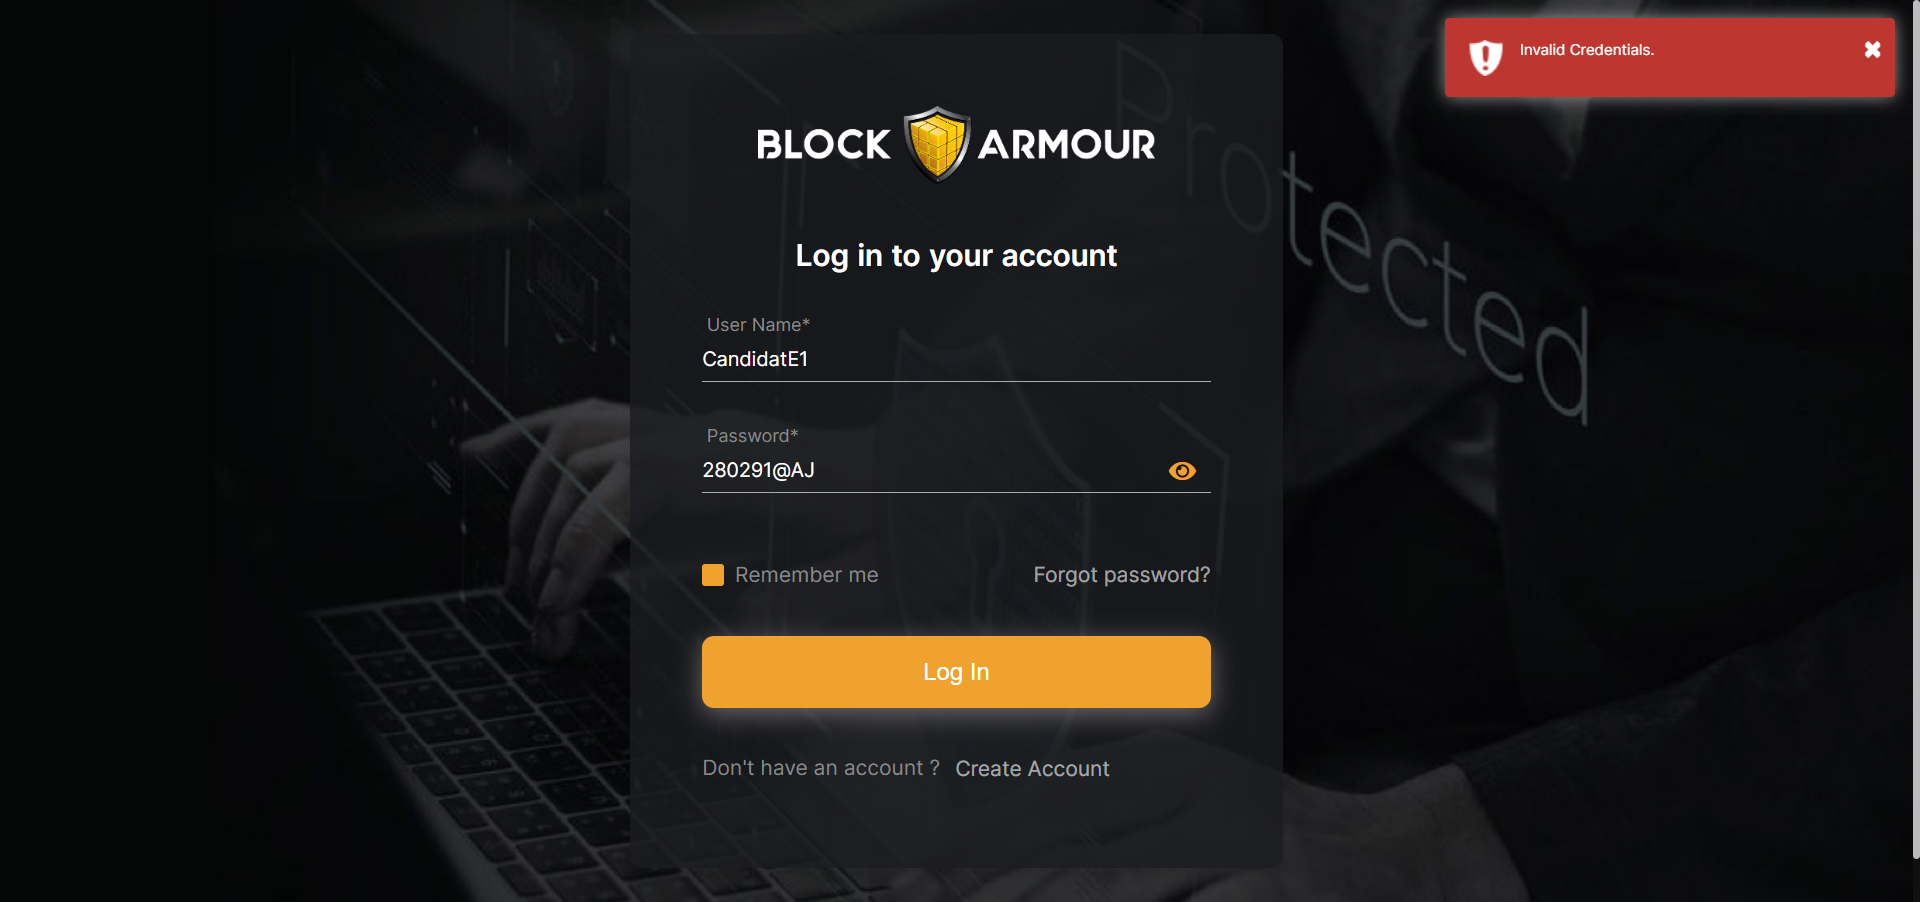 Invalid Credentials.
BLOCK ARMOUR
Protected
Log in to your account
User Name*
CandidatE1
Password*
280291@AJ
Remember me
Forgot password?
Log In
Don't have an account ? Create Account